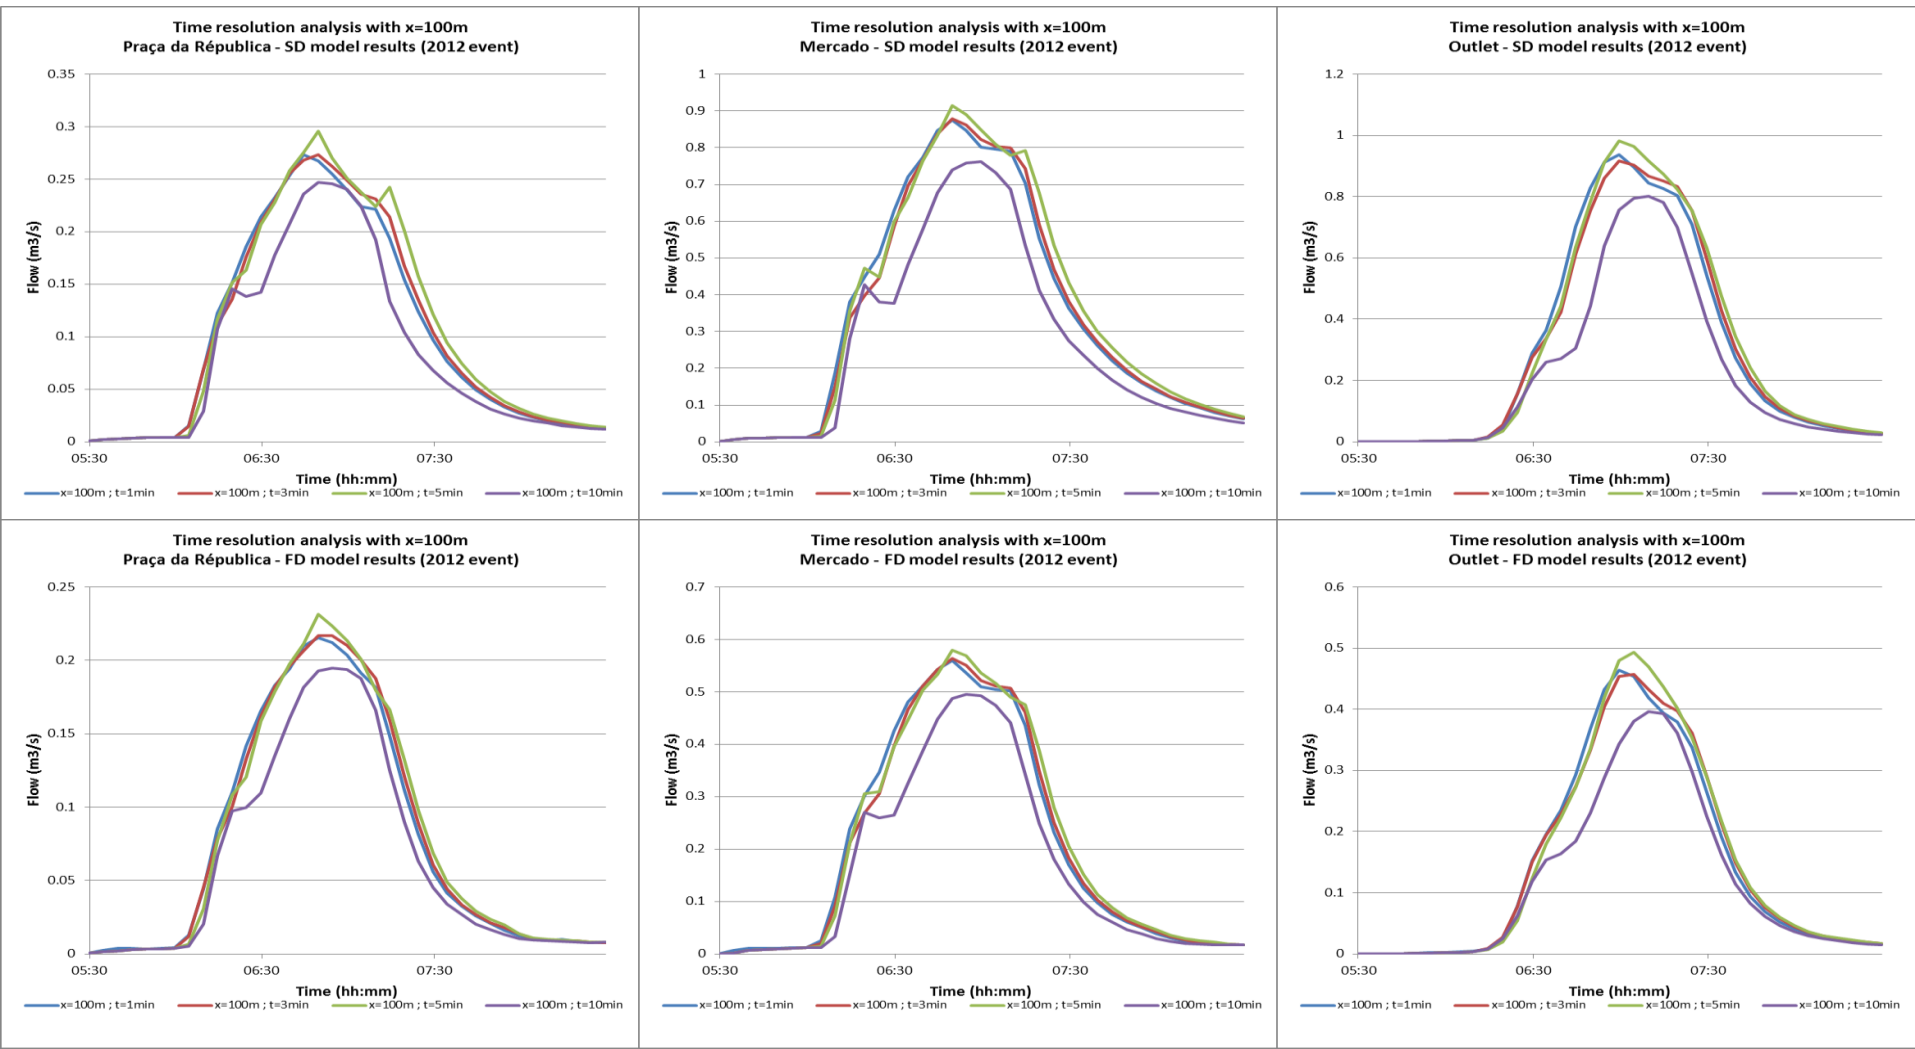 Time resolution analysis with x=100m
Praça da Républica - SD model results (2012 event)
0.35
0.3
0.25
0.2
0.15
0.1
0.05
0
Flow (m3/s)
05:30 06:30 07:30
Time (hh:mm)
x=100m ; t=1min x=100m ; t=3min x=100m ; t=5min x=100m ; t=10min
Time resolution analysis with x=100m
Mercado - SD model results (2012 event)
1
0.9
0.8
0.7
0.6
0.5
0.4
0.3
0.2
0.1
0
Flow (m3/s)
05:30 06:30 07:30
Time (hh:mm)
x=100m ; t=1min x=100m ; t=3min x=100m ; t=5min x=100m ; t=10min
Time resolution analysis with x=100m
Outlet - SD model results (2012 event)
1.2
1
0.8
0.6
0.4
0.2
0
Flow (m3/s)
05:30 06:30 07:30
Time (hh:mm)
x=100m ; t=1min x=100m ; t=3min x=100m ; t=5min x=100m ; t=10min
Time resolution analysis with x=100m
Praça da Républica - FD model results (2012 event)
0.25
0.2
0.15
0.1
0.05
0
Flow (m3/s)
05:30 06:30 07:30
Time (hh:mm)
x=100m ; t=1min x=100m ; t=3min x=100m ; t=5min x=100m ; t=10min
Time resolution analysis with x=100m
Mercado - FD model results (2012 event)
0.7
0.6
0.5
0.4
0.3
0.2
0.1
0
Flow (m3/s)
05:30 06:30 07:30
Time (hh:mm)
x=100m ; t=1min x=100m ; t=3min x=100m ; t=5min x=100m ; t=10min
Time resolution analysis with x=100m
Outlet - FD model results (2012 event)
0.6
0.5
0.4
0.3
0.2
0.1
0
Flow (m3/s)
05:30 06:30 07:30
Time (hh:mm)
x=100m ; t=1min x=100m ; t=3min x=100m ; t=5min x=100m ; t=10min